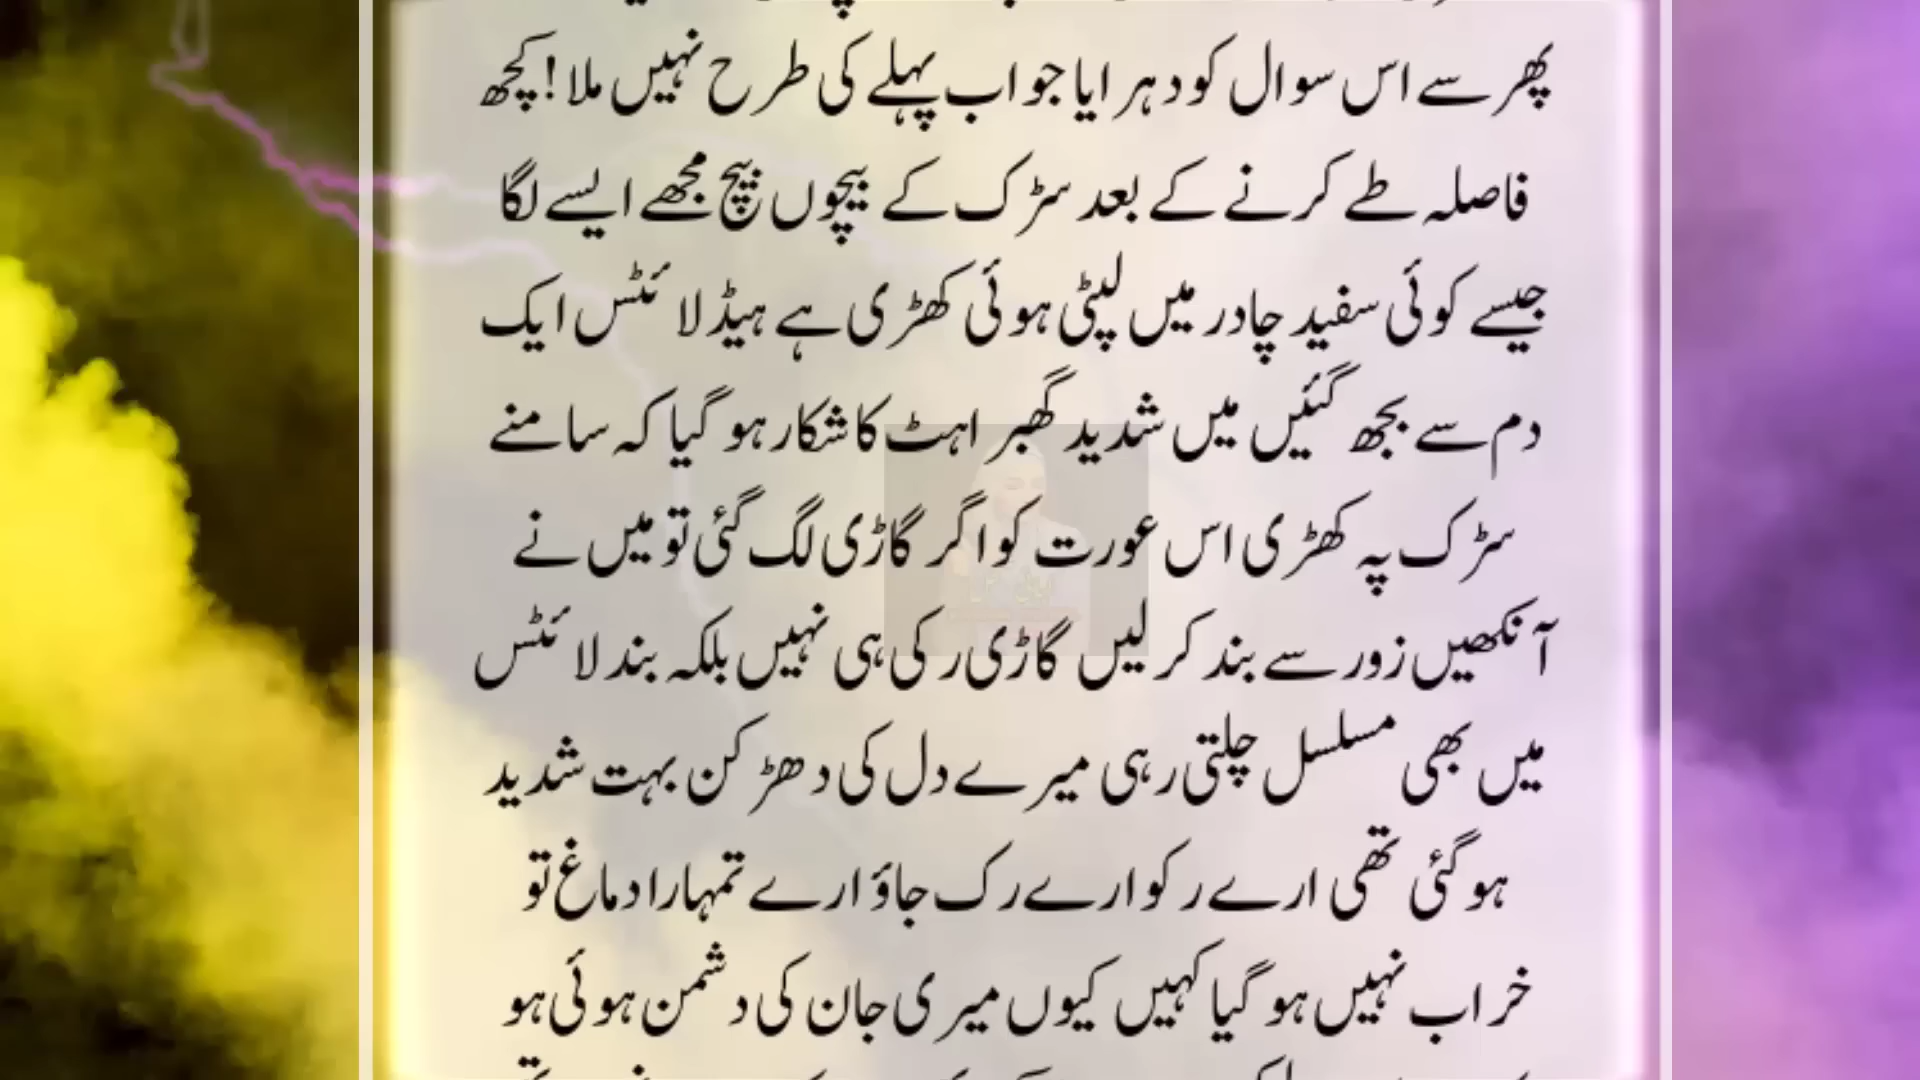 پھر سے اس سوال کو دہرایا جواب پہلے کی طرح نہیں ملا! کچھ
فاصلہ طے کرنے کے بعد سڑک کے بیچوں بیچ مجھے ایسے لگا
جیسے کوئی سفید چادر میں لپٹی ہوئی کھڑی ہے ہیڈ لائٹس ایک
دم سے بجھ گئیں میں شدید گھبراہٹ کا شکار ہو گیا کہ سامنے
سڑک پہ کھڑی اس عورت کو اگر گاڑی لگ گئی تو میں نے
آنکھیں زور سے بند کر لیں گاڑی رکی ہی نہیں بلکہ بند لائٹس
میں بھی مسلسل چلتی رہی میرے دل کی دھڑکن بہت شدید
ہو گئی تھی ارے رکو ارے رک جاؤ ارے تمہارا دماغ تو
خراب نہیں ہو گیا کہیں کیوں میری جان کی دشمن ہوئی ہو